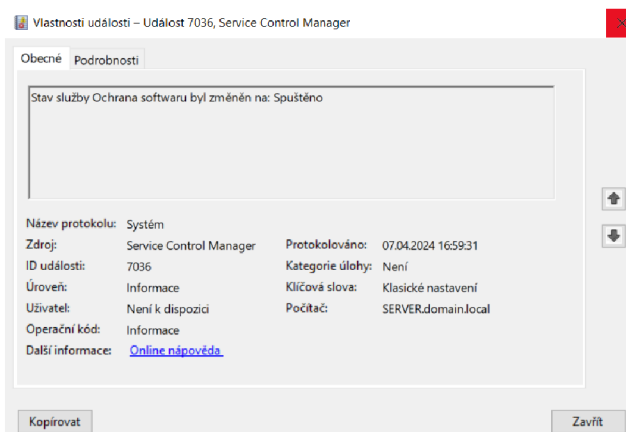 Vlastnosti události – Událost 7036, Service Control Manager
Obecné Podrobnosti
Stav služby Ochrana softwaru byl změněn na: Spuštěno
Název protokolu: Systém
Zdroj: Service Control Manager Protokolováno: 07.04.2024 16:59:31
ID události: 7036 Kategorie úlohy: Není
Úroveň: Informace Klíčová slova: Klasické nastavení
Uživatel: Není k dispozici Počítač: SERVER.domain.local
Operační kód: Informace
Další informace: Online nápověda
Kopírovat Zavřít